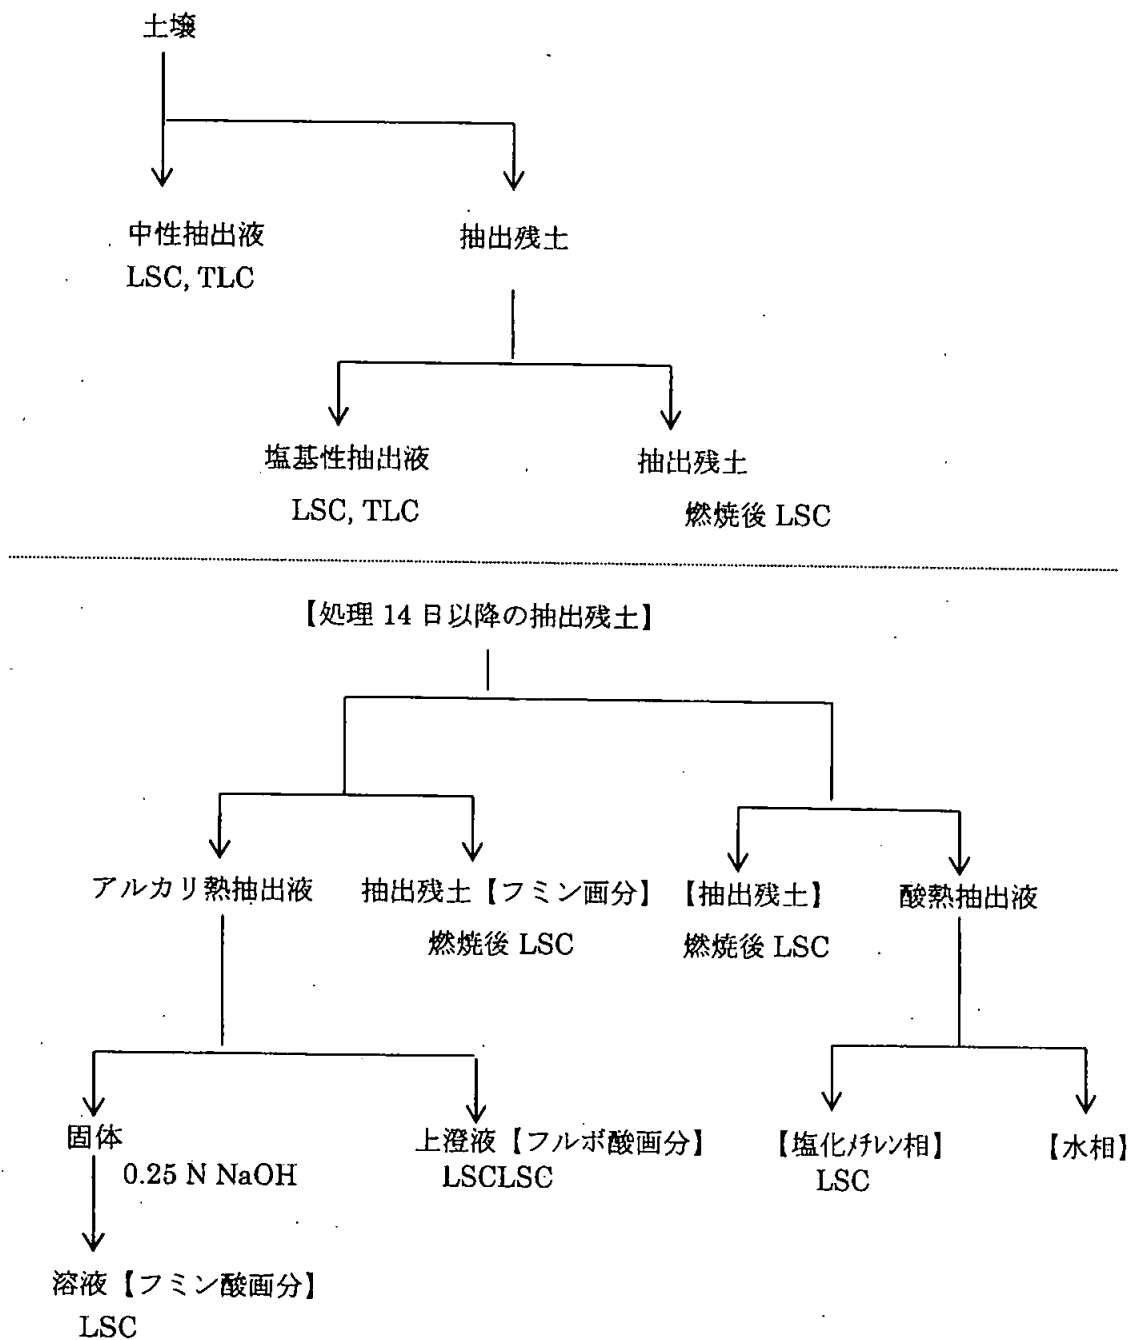 土壌
中性抽出液
LSC, TLC
抽出残土
塩基性抽出液
LSC, TLC
抽出残土
燃焼後 LSC
【処理 14 日以降の抽出残土】
アルカリ熱抽出液
抽出残土【フミン画分】
燃焼後 LSC
【抽出残土】
燃焼後 LSC
酸熱抽出液
固体
0.25 N NaOH
上澄液【フルボ酸画分】
LSCLSC
【塩化メチレン相】
LSC
【水相】
溶液【フミン酸画分】
LSC